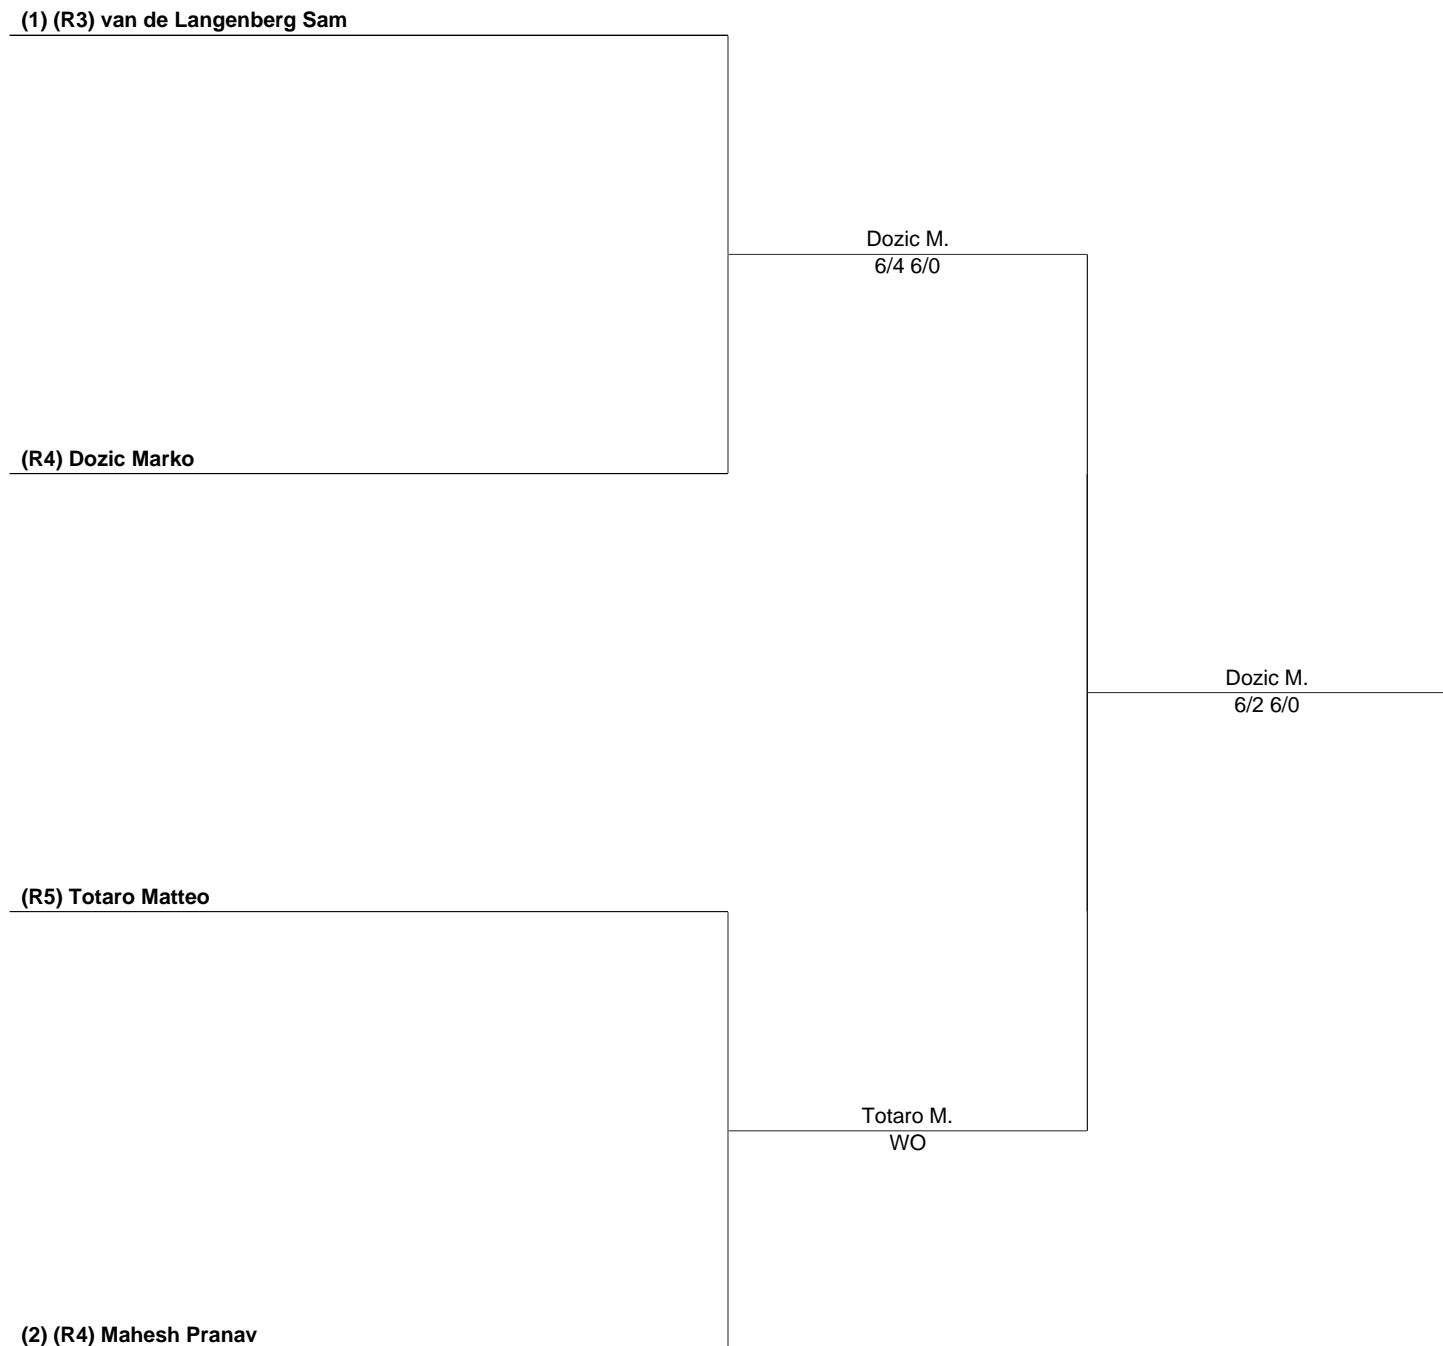 (1) (R3) van de Langenberg Sam
Dozic M.
6/4 6/0
(R4) Dozic Marko
Dozic M.
6/2 6/0
(R5) Totaro Matteo
Totaro M.
WO
(2) (R4) Mahesh Pranav